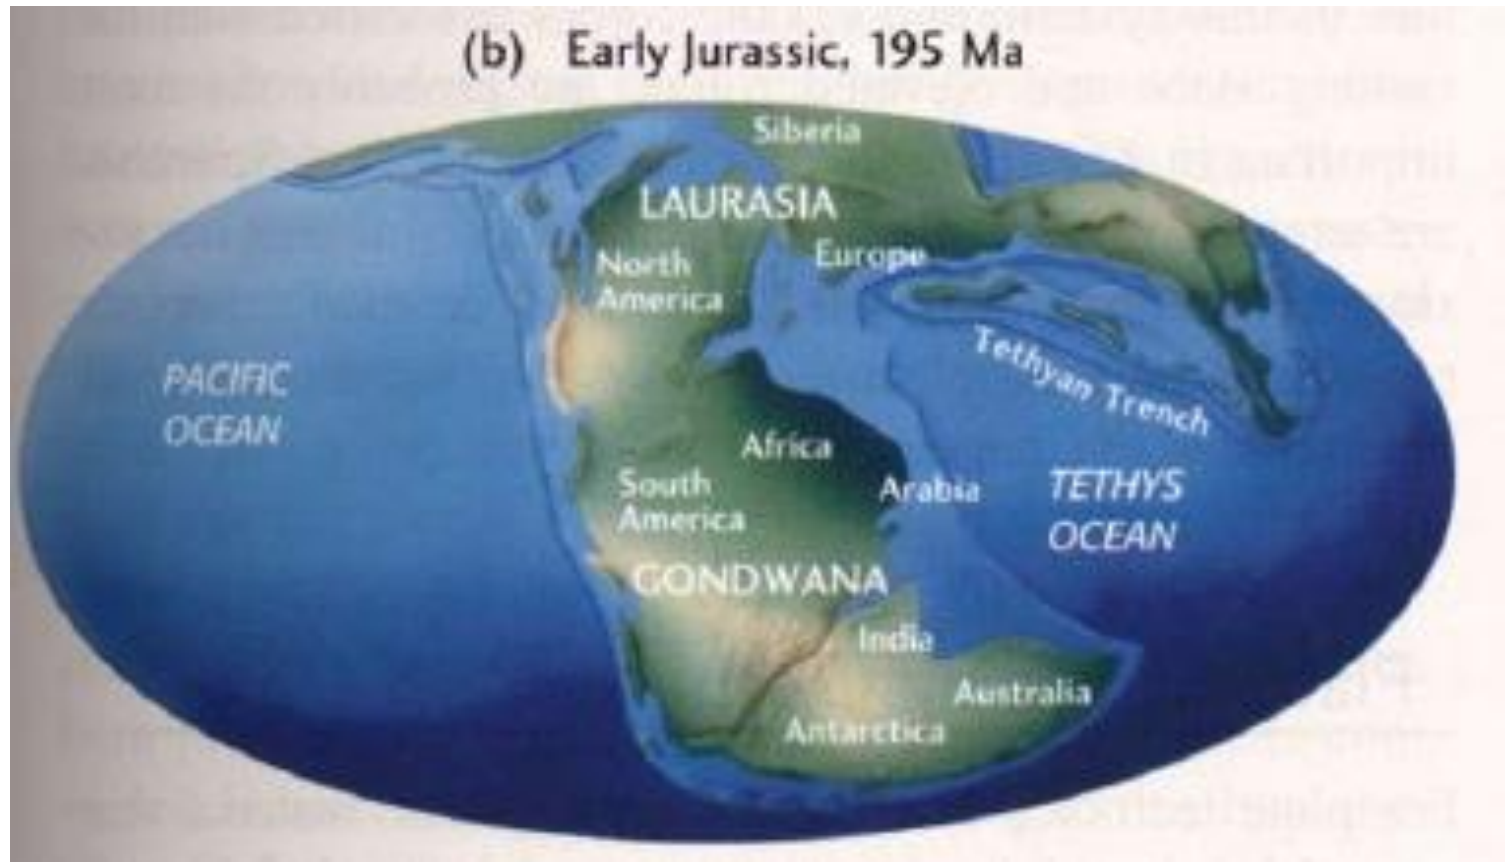 (b) Early Jurassic, 195 Ma
Siberia
LAURASIA
Europe
North
America
Tethyan Trench
PACIFIC
OCEAN
Africa
South
America
Arabia
TETHYS
OCEAN
GONDWANA
India
Australia
Antarctica